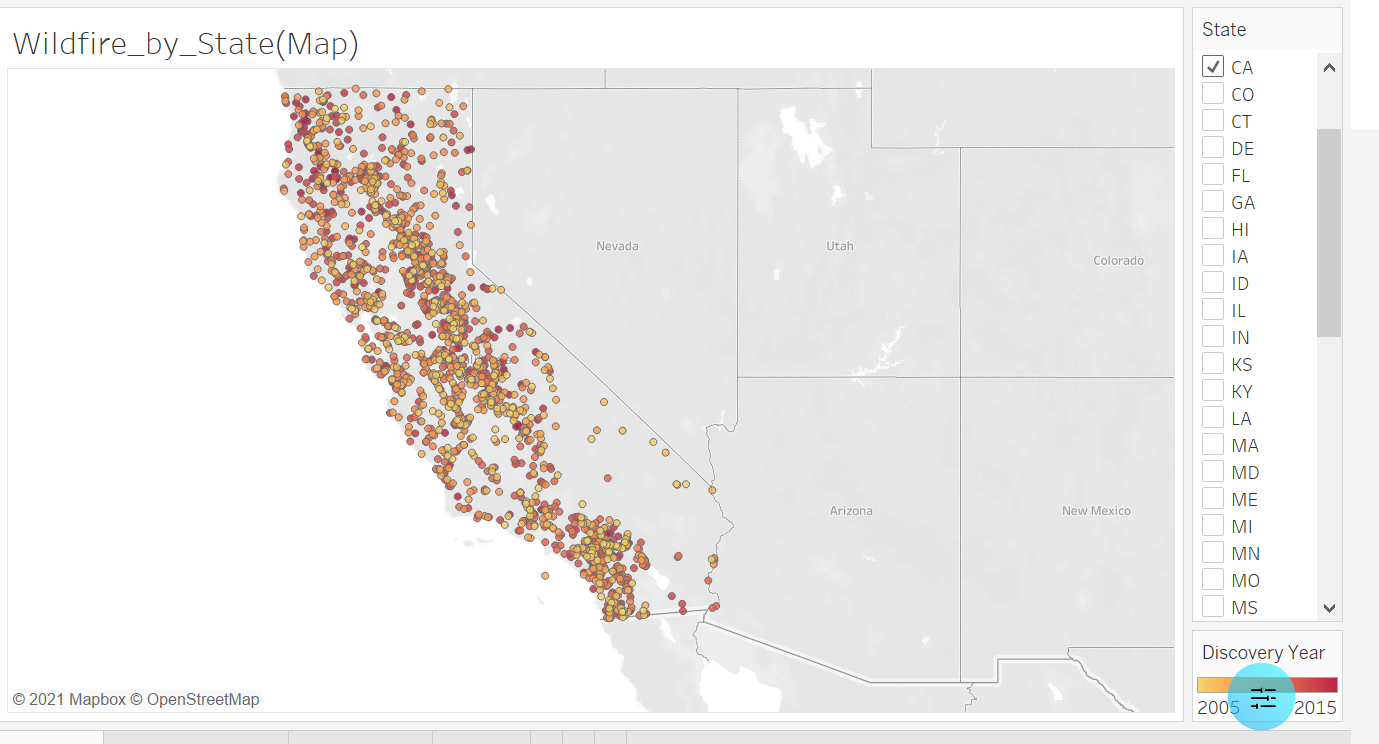 Wildfire_by_State(Map)
Nevada
Utah
Colorado
Arizona
New Mexico
© 2021 Mapbox © OpenStreetMap
State
CA
CO
CT
DE
FL
GA
HI
IA
ID
IL
IN
KS
KY
LA
MA
MD
ME
MI
MN
MO
MS
Discovery Year
2005 2015